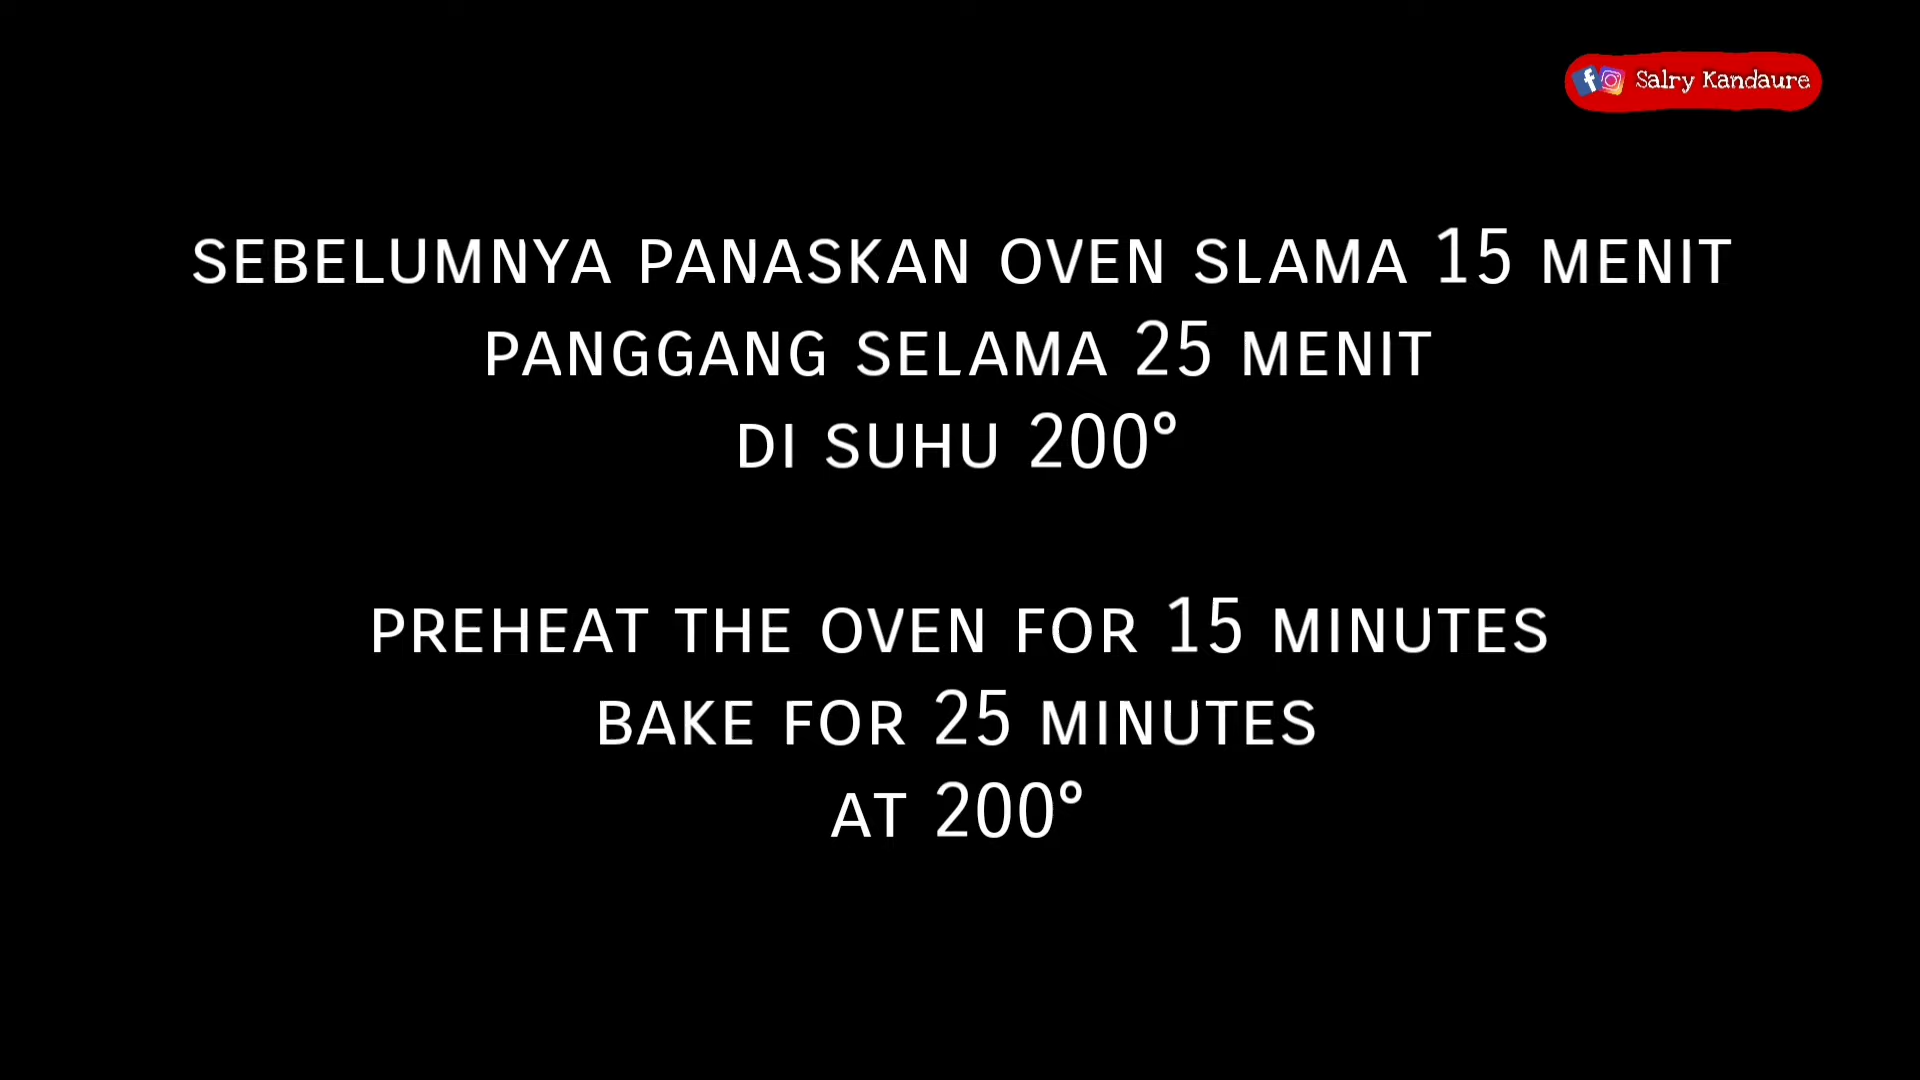 Salry Kandaure
SEBELUMNYA PANASKAN OVEN SLAMA 15 MENIT
PANGGANG SELAMA 25 MENIT
DI SUHU 200°
PREHEAT THE OVEN FOR 15 MINUTES
BAKE FOR 25 MINUTES
AT 200°